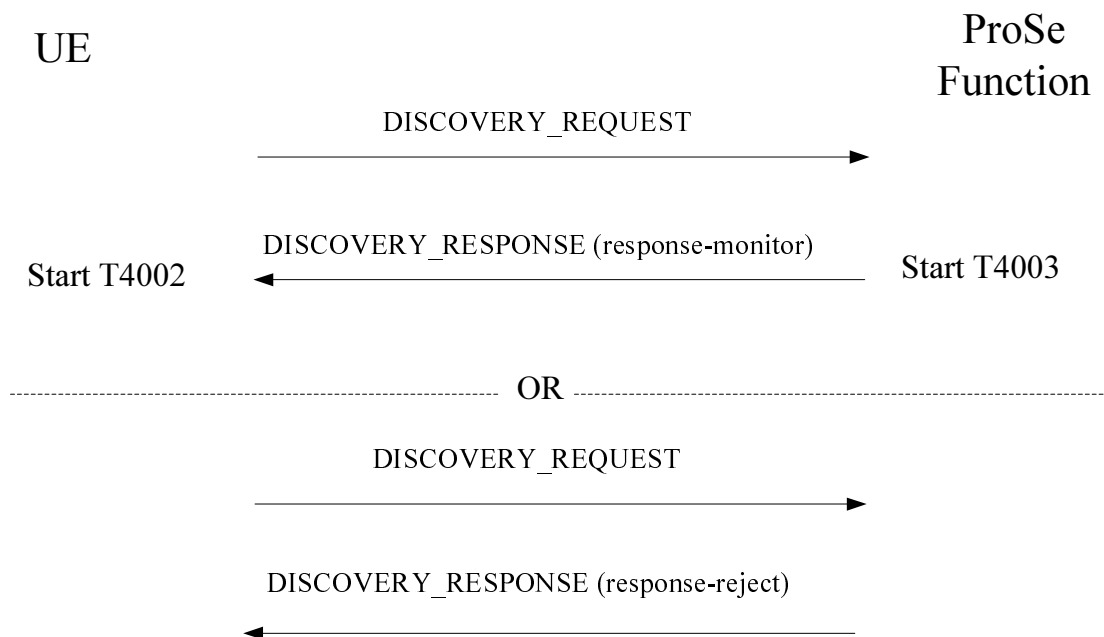 UE
ProSe
Function
DISCOVERY_REQUEST
DISCOVERY_RESPONSE (response-monitor)
Start T4002
Start T4003
OR
DISCOVERY_REQUEST
DISCOVERY_RESPONSE (response-reject)